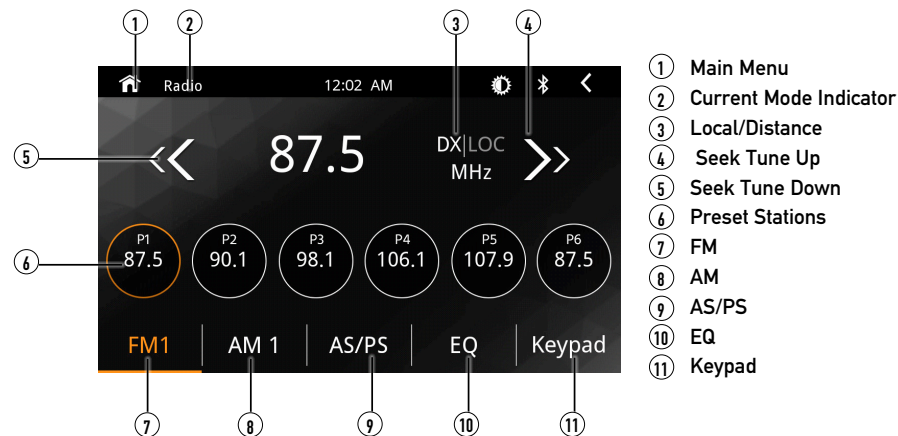 1 2 3 4
Radio 12:02 AM
5
87.5
DX|LOC
MHz
6
P1 P2 P3 P4 P5 P6
87.5 90.1 98.1 106.1 107.9 87.5
FM1 AM 1 AS/PS EQ Keypad
7 8 9 10 11
1 Main Menu
2 Current Mode Indicator
3 Local/Distance
4 Seek Tune Up
5 Seek Tune Down
6 Preset Stations
7 FM
8 AM
9 AS/PS
10 EQ
11 Keypad